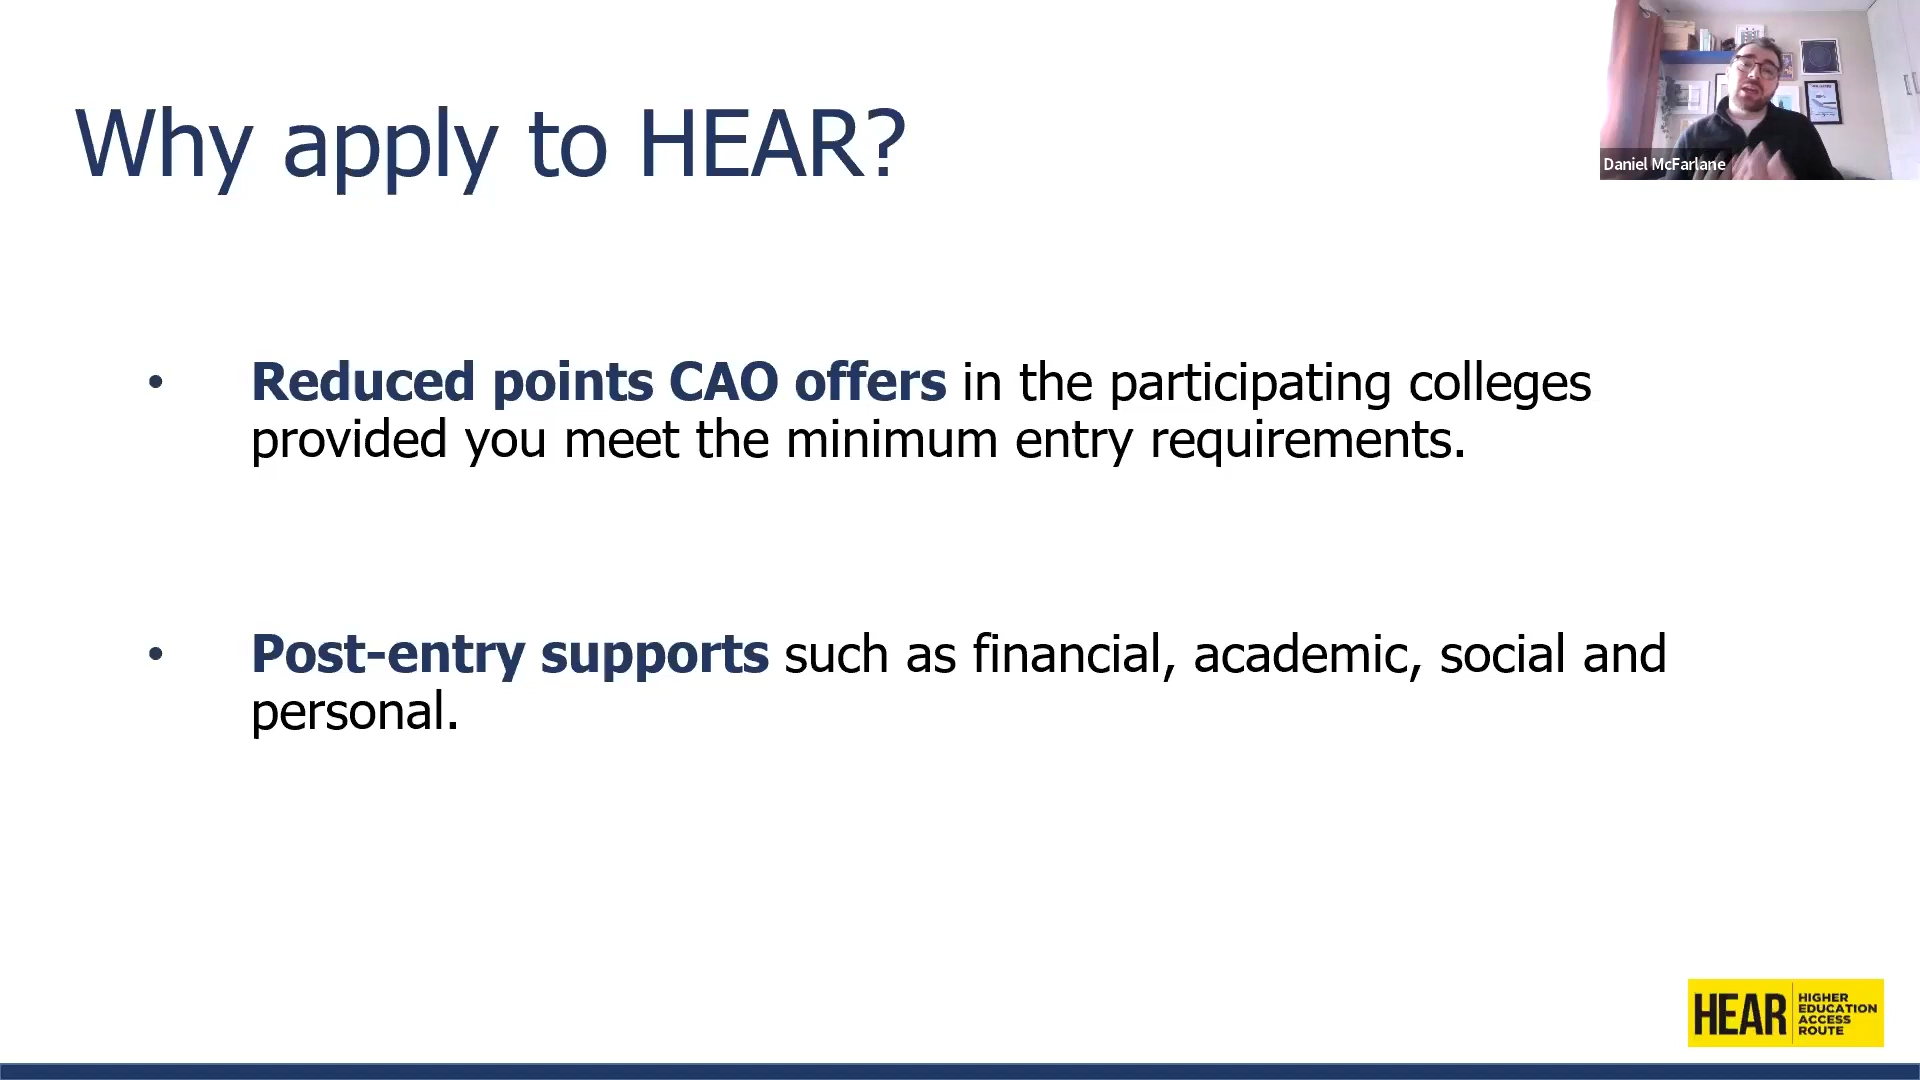 Why apply to HEAR?
Daniel McFarlane
• Reduced points CAO offers in the participating colleges
provided you meet the minimum entry requirements.
• Post-entry supports such as financial, academic, social and
personal.
HEAR
HIGHER
EDUCATION
ACCESS
ROUTE